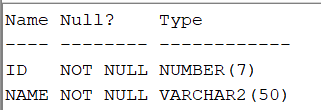 Name Null?    Type
---- -------- ------------
ID   NOT NULL NUMBER(7)
NAME NOT NULL VARCHAR2(50)